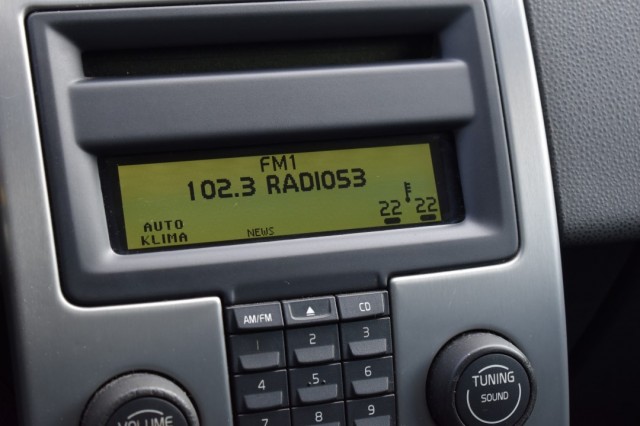 FM1
102.3 RADIO53
22 22
AUTO
KLIMA
NEWS
AM/FM CD
1 2 3
4 5 6
7 8 9
VOLUME
TUNING
SOUND